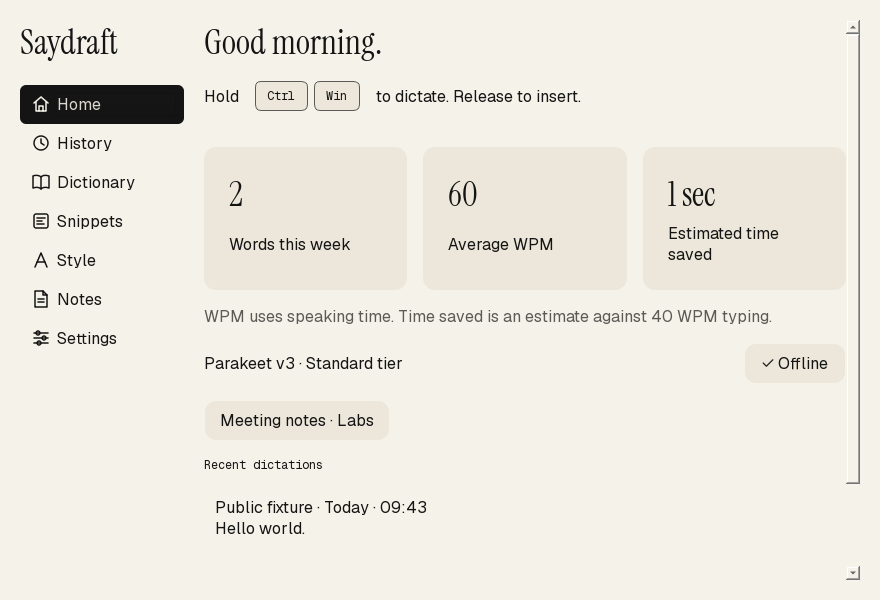 Saydraft
Home
History
Dictionary
Snippets
Style
Notes
Settings
Good morning.
Hold Ctrl Win to dictate. Release to insert.
2
Words this week
60
Average WPM
1 sec
Estimated time
saved
WPM uses speaking time. Time saved is an estimate against 40 WPM typing.
Parakeet v3 · Standard tier
✓ Offline
Meeting notes · Labs
Recent dictations
Public fixture · Today · 09:43
Hello world.